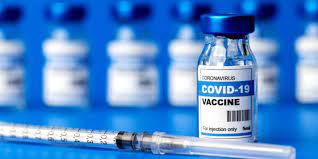 CORONAVIRUS
COVID-19
VACCINE
For injection only